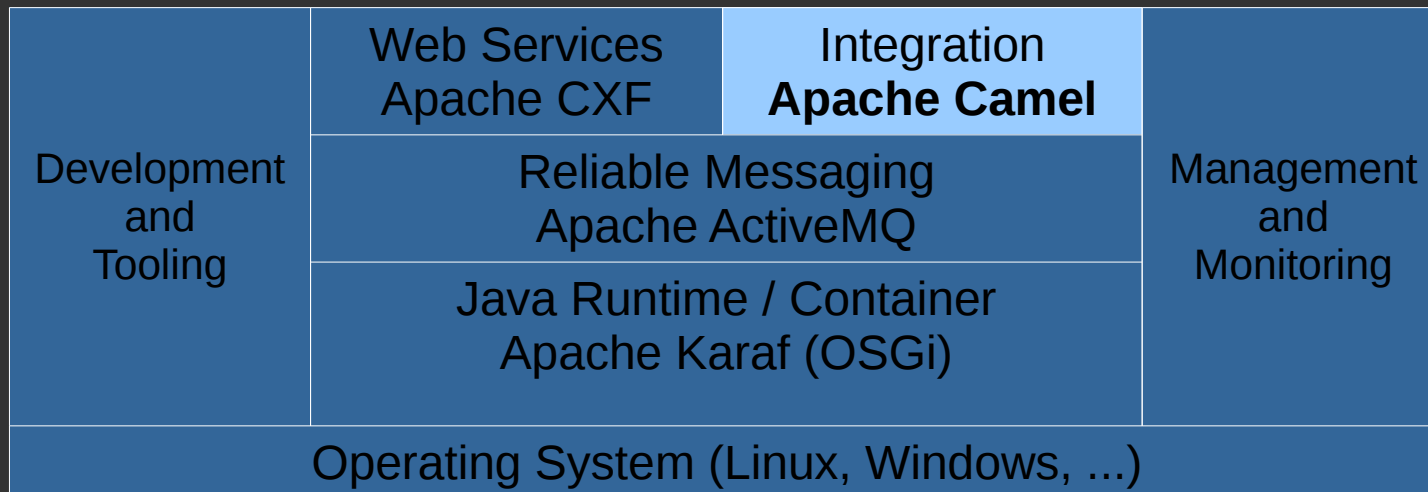 Development
and
Tooling
Web Services
Apache CXF
Integration
Apache Camel
Reliable Messaging
Apache ActiveMQ
Java Runtime / Container
Apache Karaf (OSGi)
Management
and
Monitoring
Operating System (Linux, Windows, ...)